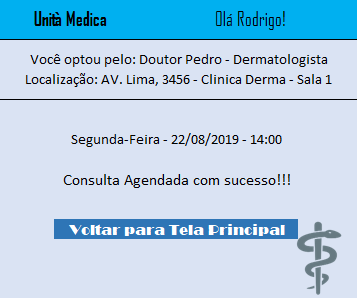 Unità Medica Olá Rodrigo!
Você optou pelo: Doutor Pedro - Dermatologista
Localização: AV. Lima, 3456 - Clinica Derma - Sala 1
Segunda-Feira - 22/08/2019 - 14:00
Consulta Agendada com sucesso!!!
Voltar para Tela Principal